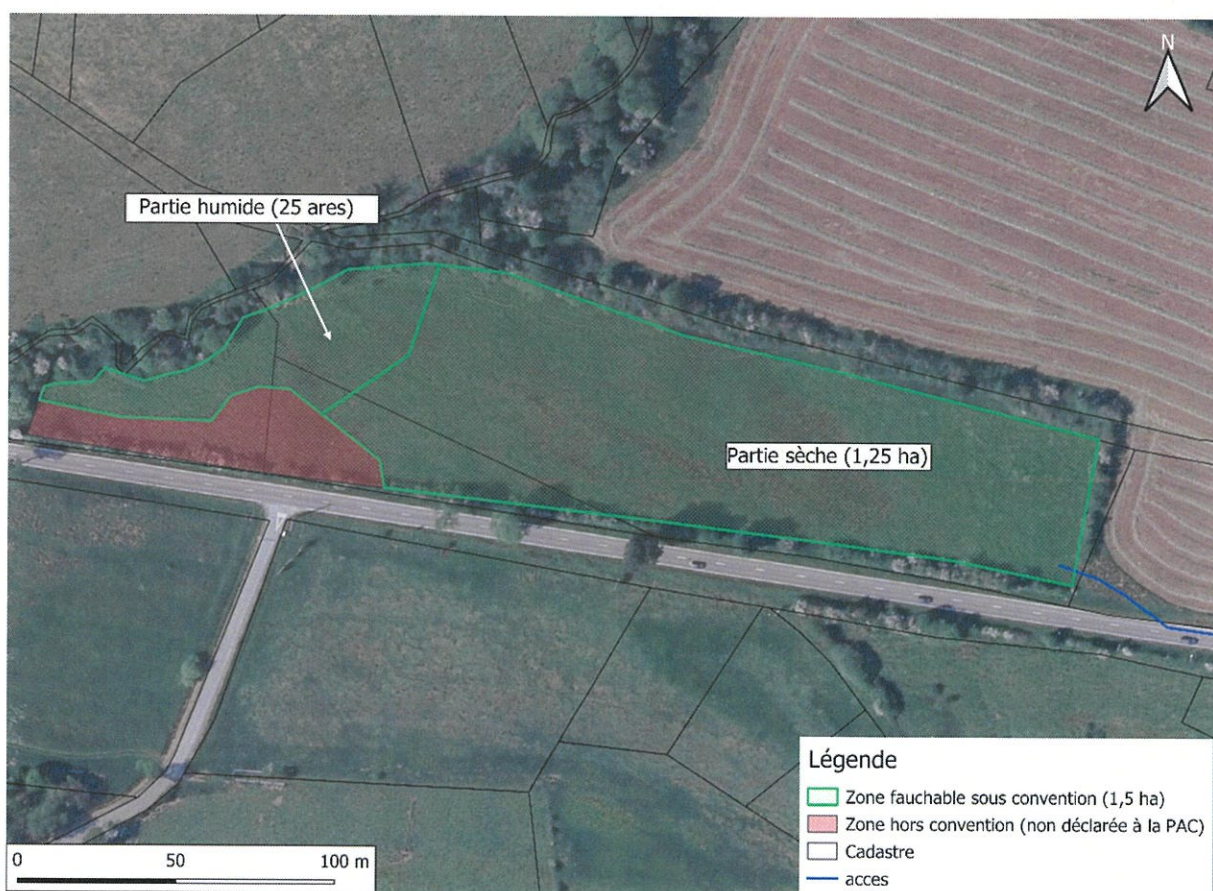 N
Partie humide (25 ares)
Partie sèche (1,25 ha)
Légende
Zone fauchable sous convention (1,5 ha)
Zone hors convention (non déclarée à la PAC)
Cadastre
acces
0 50 100 m